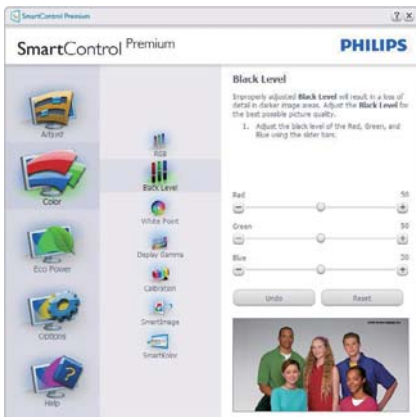 SmartControl Premium
SmartControl Premium
PHILIPS
Adjust
Color
Eco Power
Options
Help
RGB
Black Level
White Point
Display Gamma
Calibration
SmartImage
SmartKolor
Black Level
Improperly adjusted Black Level will result in a loss of
detail in darker image areas. Adjust the Black Level for
the best possible picture quality.
1. Adjust the black level of the Red, Green, and
Blue using the slider bars.
Red 50
Green 50
Blue 50
Undo
Reset